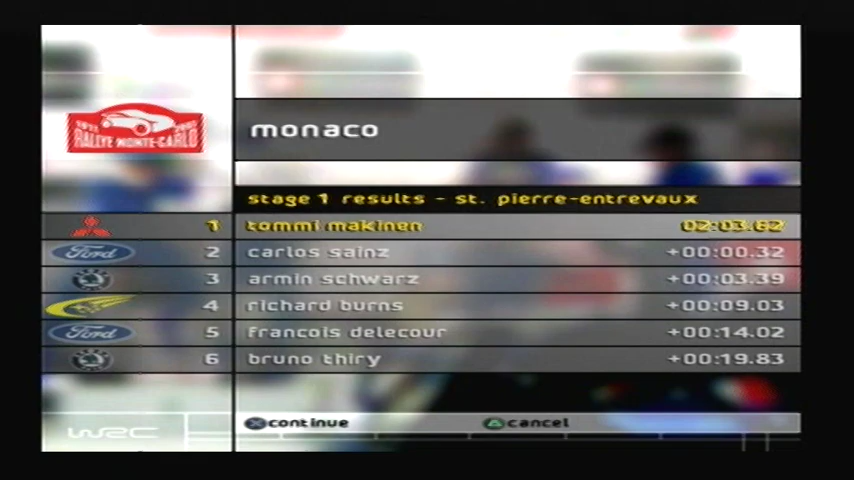 monaco
RALLYE MONTE-CARLO
stage 1 results - st. pierre-entrevaux
1 tommi makinen 02:03.82
Ford 2 carlos sainz +00:00.32
3 armin schwarz +00:03.39
4 richard burns +00:09.03
Ford 5 francois delecour +00:14.02
6 bruno thiry +00:19.83
continue cancel
WRC